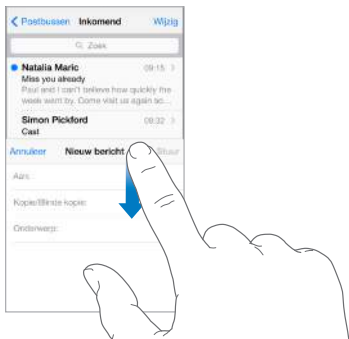 Postbussen Inkomend Wijzig
Zoek
Natalia Maric 09:15
Miss you already
Paul and I can't believe how quickly the
week went by. Come visit us again so...
Simon Pickford 09:32
Cast
Annuleer Nieuw bericht Stuur
Aan:
Kopie/Blinde kopie:
Onderwerp: